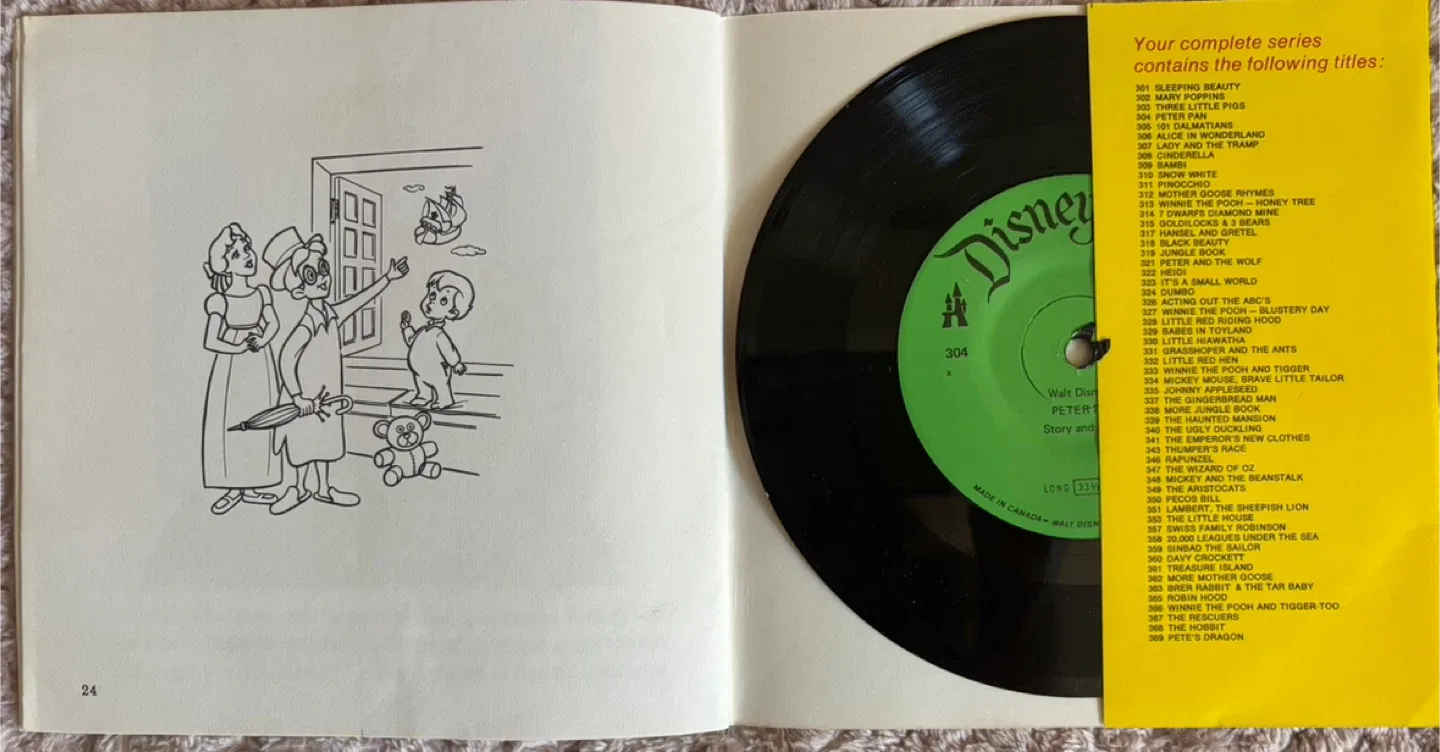 24
Disney
304
x
Walt Disn
PETER
Story and
LONG 33⅓
MADE IN CANADA – WALT DISN
Your complete series
contains the following titles:
301 SLEEPING BEAUTY
302 MARY POPPINS
303 THREE LITTLE PIGS
304 PETER PAN
305 101 DALMATIANS
306 ALICE IN WONDERLAND
307 LADY AND THE TRAMP
308 CINDERELLA
309 BAMBI
310 SNOW WHITE
311 PINOCCHIO
312 MOTHER GOOSE RHYMES
313 WINNIE THE POOH – HONEY TREE
314 7 DWARFS DIAMOND MINE
315 GOLDILOCKS & 3 BEARS
317 HANSEL AND GRETEL
318 BLACK BEAUTY
319 JUNGLE BOOK
321 PETER AND THE WOLF
322 HEIDI
323 IT'S A SMALL WORLD
324 DUMBO
326 ACTING OUT THE ABC'S
327 WINNIE THE POOH – BLUSTERY DAY
328 LITTLE RED RIDING HOOD
329 BABES IN TOYLAND
330 LITTLE HIAWATHA
331 GRASSHOPER AND THE ANTS
332 LITTLE RED HEN
333 WINNIE THE POOH AND TIGGER
334 MICKEY MOUSE, BRAVE LITTLE TAILOR
335 JOHNNY APPLESEED
337 THE GINGERBREAD MAN
338 MORE JUNGLE BOOK
339 THE HAUNTED MANSION
340 THE UGLY DUCKLING
341 THE EMPEROR'S NEW CLOTHES
343 THUMPER'S RACE
346 RAPUNZEL
347 THE WIZARD OF OZ
348 MICKEY AND THE BEANSTALK
349 THE ARISTOCATS
350 PECOS BILL
351 LAMBERT, THE SHEEPISH LION
353 THE LITTLE HOUSE
357 SWISS FAMILY ROBINSON
358 20,000 LEAGUES UNDER THE SEA
359 SINBAD THE SAILOR
360 DAVY CROCKETT
361 TREASURE ISLAND
362 MORE MOTHER GOOSE
363 BRER RABBIT & THE TAR BABY
365 ROBIN HOOD
366 WINNIE THE POOH AND TIGGER TOO
367 THE RESCUERS
368 THE HOBBIT
369 PETE'S DRAGON